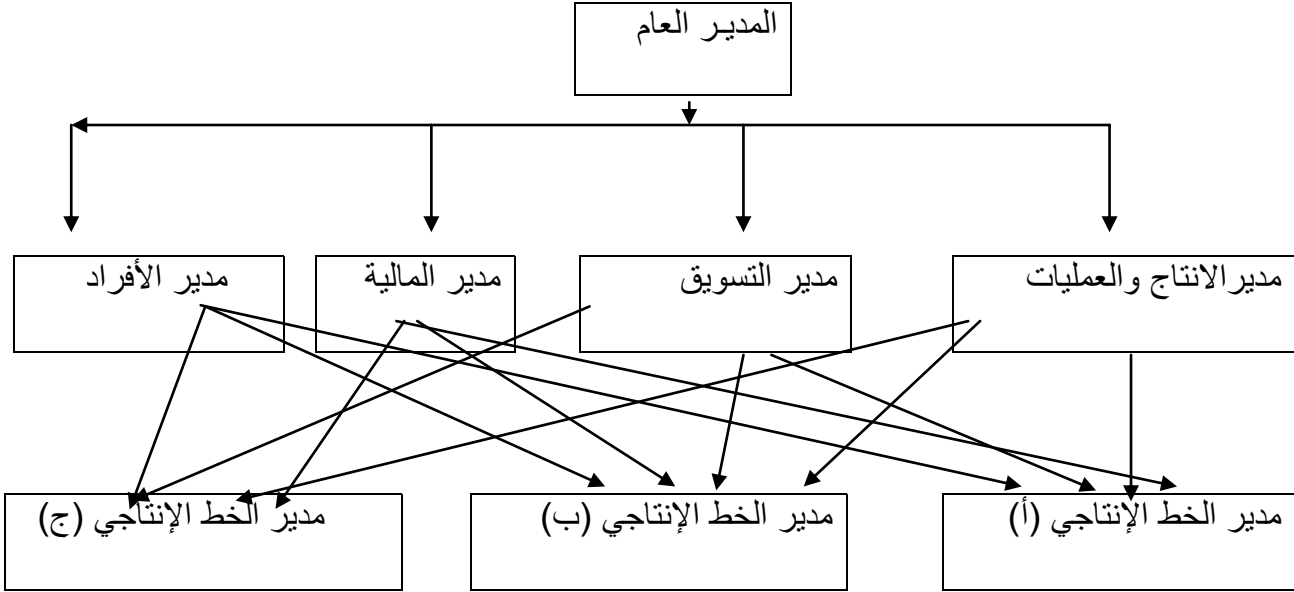 المديـر العام
مديرالانتاج والعمليات
مدير التسويق
مدير المالية
مدير الأفراد
مدير الخط الإنتاجي (أ)
مدير الخط الإنتاجي (ب)
مدير الخط الإنتاجي (ج)